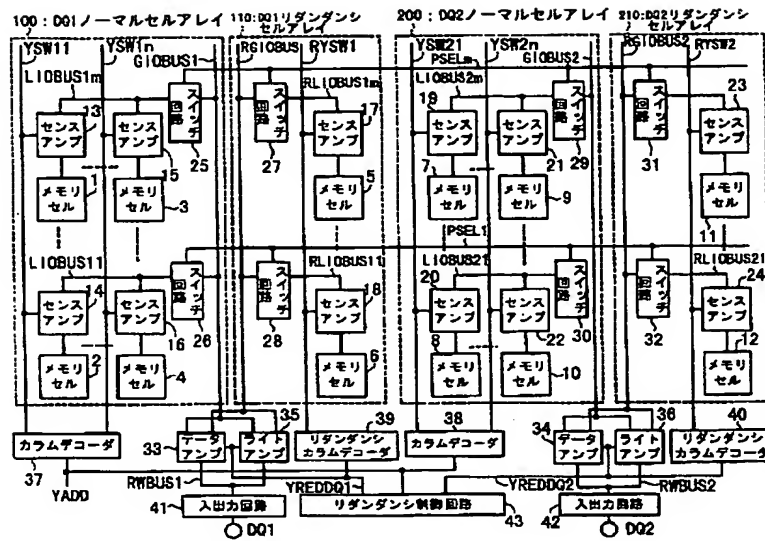 100：DQ1ノーマルセルアレイ
110：DQ1リダンダンシセルアレイ
200：DQ2ノーマルセルアレイ
210：DQ2リダンダンシセルアレイ
YSW11 YSW1n GIOBUS1 RGIOBUS RYSW1 YSW21 YSW2n GIOBUS2 RGIOBUS2 RYSW2
LIOBUS1m RLIOBUS1m LIOBUS2m PSELm
13 センスアンプ
15 センスアンプ
25 スイッチ回路
27 スイッチ回路
17 センスアンプ
19 センスアンプ
21 センスアンプ
29 スイッチ回路
31 スイッチ回路
23 センスアンプ
1 メモリセル
3 メモリセル
5 メモリセル
7 メモリセル
9 メモリセル
11 メモリセル
PSEL1
LIOBUS11 RLIOBUS11 LIOBUS21 RLIOBUS21
14 センスアンプ
16 センスアンプ
26 スイッチ回路
28 スイッチ回路
18 センスアンプ
20 センスアンプ
22 センスアンプ
30 スイッチ回路
32 スイッチ回路
24 センスアンプ
2 メモリセル
4 メモリセル
6 メモリセル
8 メモリセル
10 メモリセル
12 メモリセル
カラムデコーダ 37
33 データアンプ
35 ライトアンプ
39 リダンダンシカラムデコーダ
38 カラムデコーダ
34 データアンプ
36 ライトアンプ
40 リダンダンシカラムデコーダ
YADD RWBUS1 YREDDQ1 YREDDQ2 RWBUS2
41 入出力回路
リダンダンシ制御回路 43
入出力回路 42
DQ1 DQ2